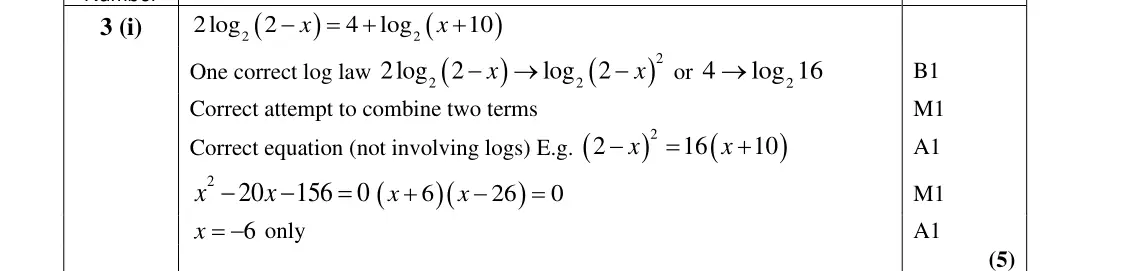 Number
3 (i) 2log₂(2−x)=4+log₂(x+10)
One correct log law 2log₂(2−x)→log₂(2−x)² or 4→log₂16 B1
Correct attempt to combine two terms M1
Correct equation (not involving logs) E.g. (2−x)²=16(x+10) A1
x²−20x−156=0 (x+6)(x−26)=0 M1
x=−6 only A1
(5)